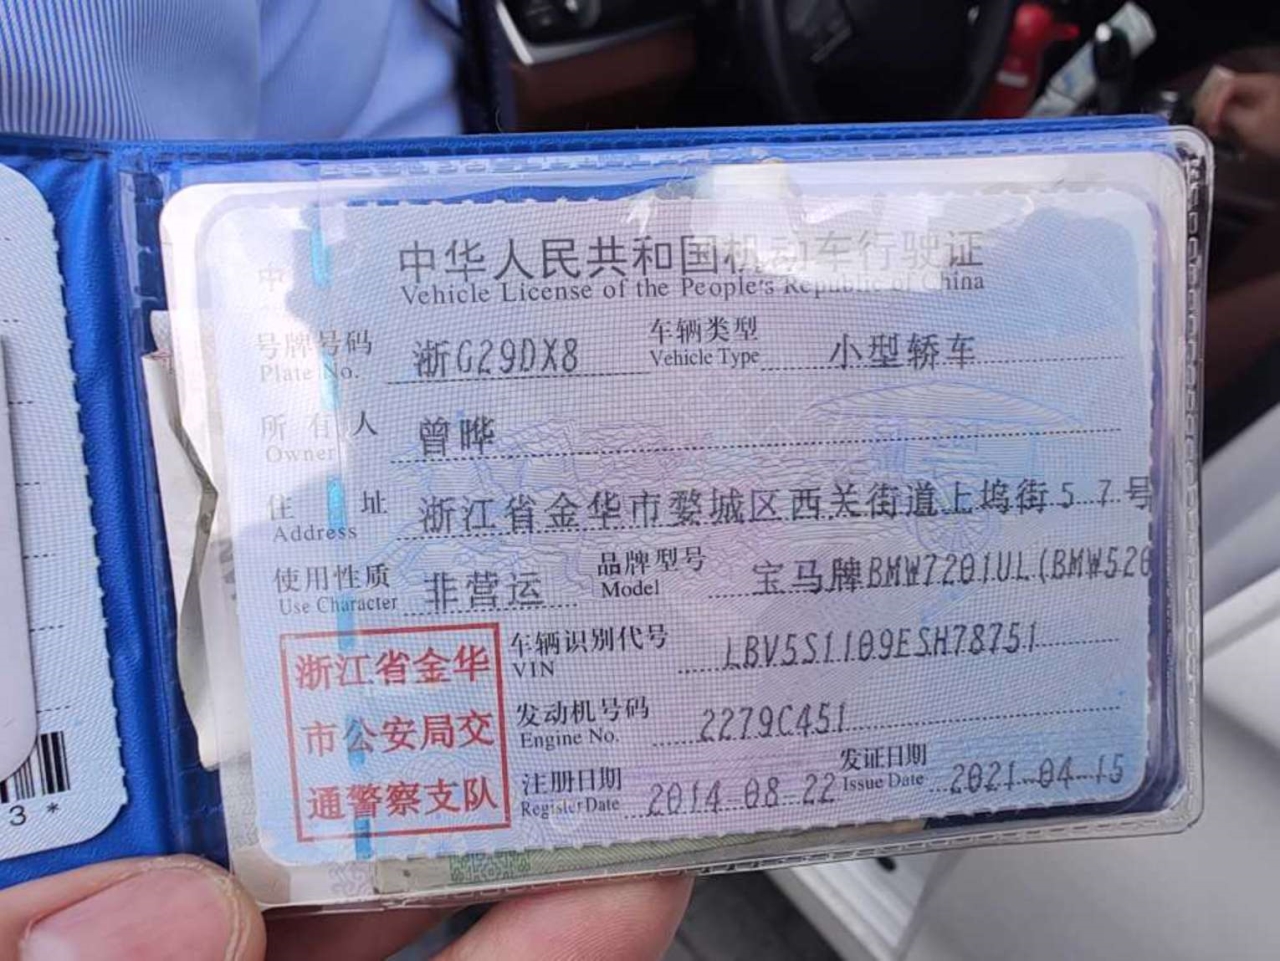 中华人民共和国机动车行驶证
Vehicle License of the People's Republic of China
号牌号码 浙G29DX8 车辆类型 小型轿车
Plate No. Vehicle Type
所有人 曾晔
Owner
住址 浙江省金华市婺城区西关街道上坞街57号
Address
使用性质 非营运 品牌型号 宝马牌BMW7201UL(BMW520
Use Character Model
浙江省金华
市公安局交
通警察支队
车辆识别代号 LBV5S1109ESH78751
VIN
发动机号码 2279C451
Engine No.
注册日期 2014-08-22 发证日期 2021-04-15
Register Date Issue Date
3*